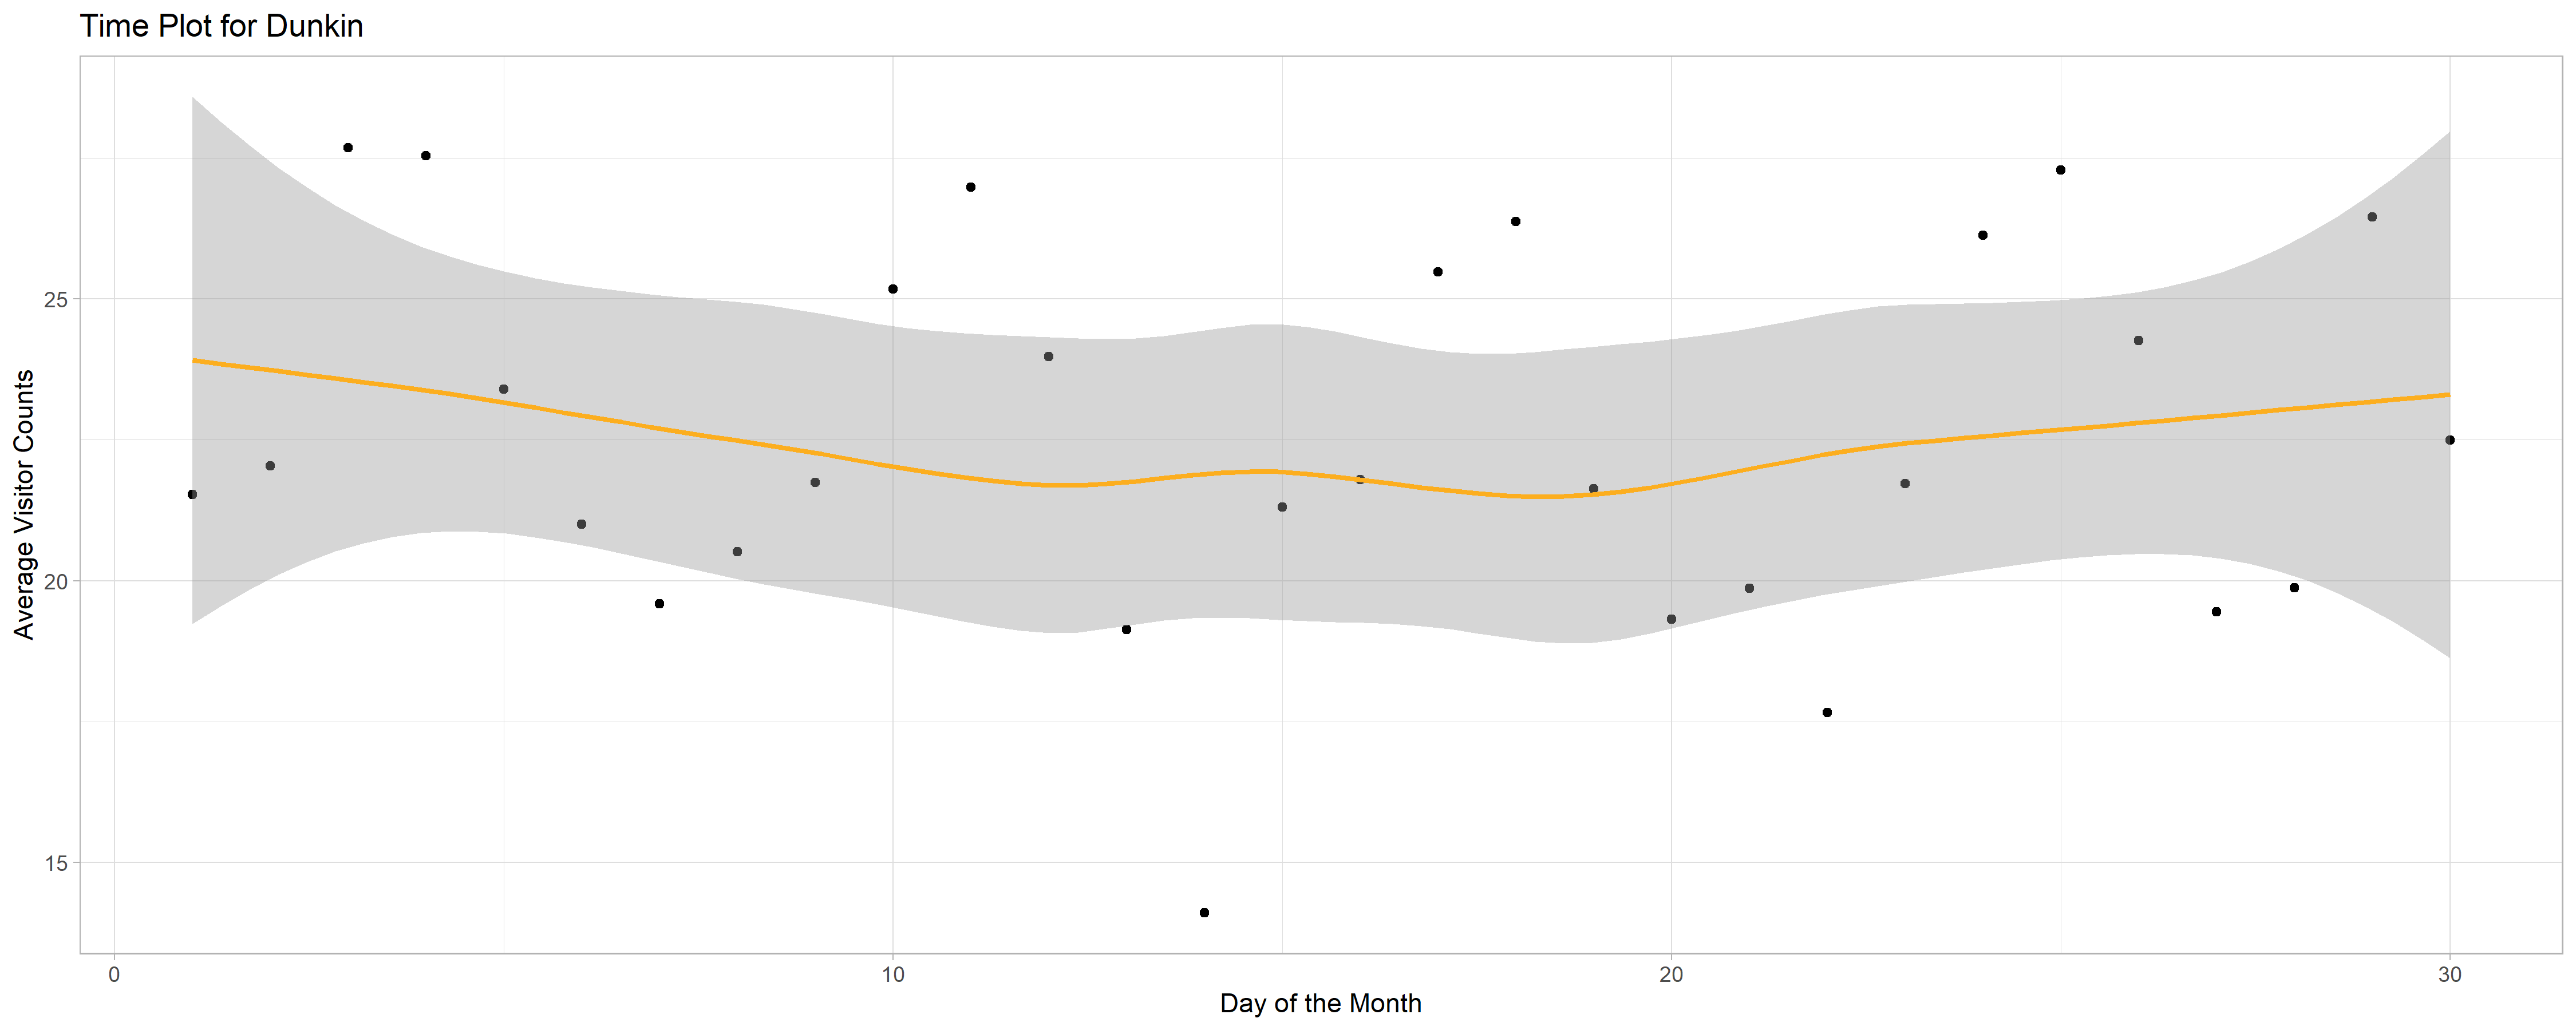 Time Plot for Dunkin
Average Visitor Counts
25
20
15
0 10 20 30
Day of the Month